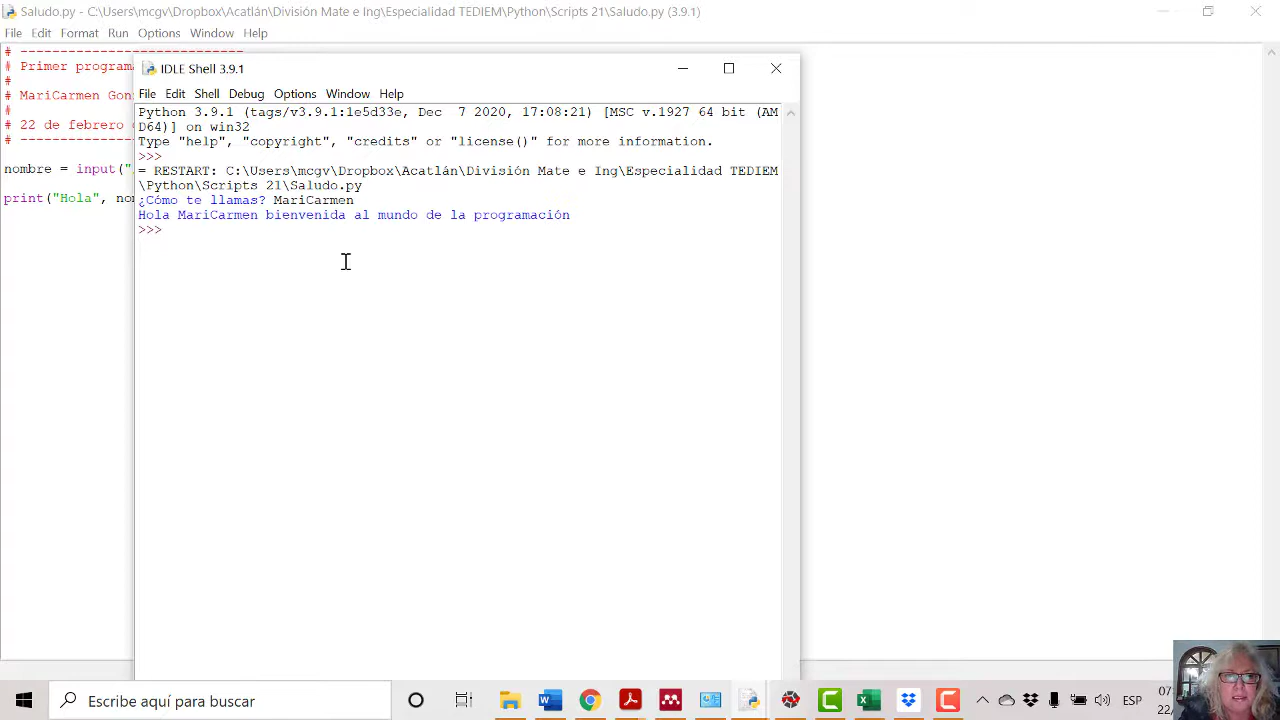 Saludo.py - C:\Users\mcgv\Dropbox\Acatlán\División Mate e Ing\Especialidad TEDIEM\Python\Scripts 21\Saludo.py (3.9.1)
File Edit Format Run Options Window Help
# ----------------------------
# Primer programa
#
# MariCarmen Gon
#
# 22 de febrero
# ---------------
nombre = input("
print("Hola", no
IDLE Shell 3.9.1
File Edit Shell Debug Options Window Help
Python 3.9.1 (tags/v3.9.1:1e5d33e, Dec  7 2020, 17:08:21) [MSC v.1927 64 bit (AM
D64)] on win32
Type "help", "copyright", "credits" or "license()" for more information.
>>>
= RESTART: C:\Users\mcgv\Dropbox\Acatlán\División Mate e Ing\Especialidad TEDIEM
\Python\Scripts 21\Saludo.py
¿Cómo te llamas? MariCarmen
Hola MariCarmen bienvenida al mundo de la programación
>>>
Escribe aquí para buscar
ESP
07:
22/